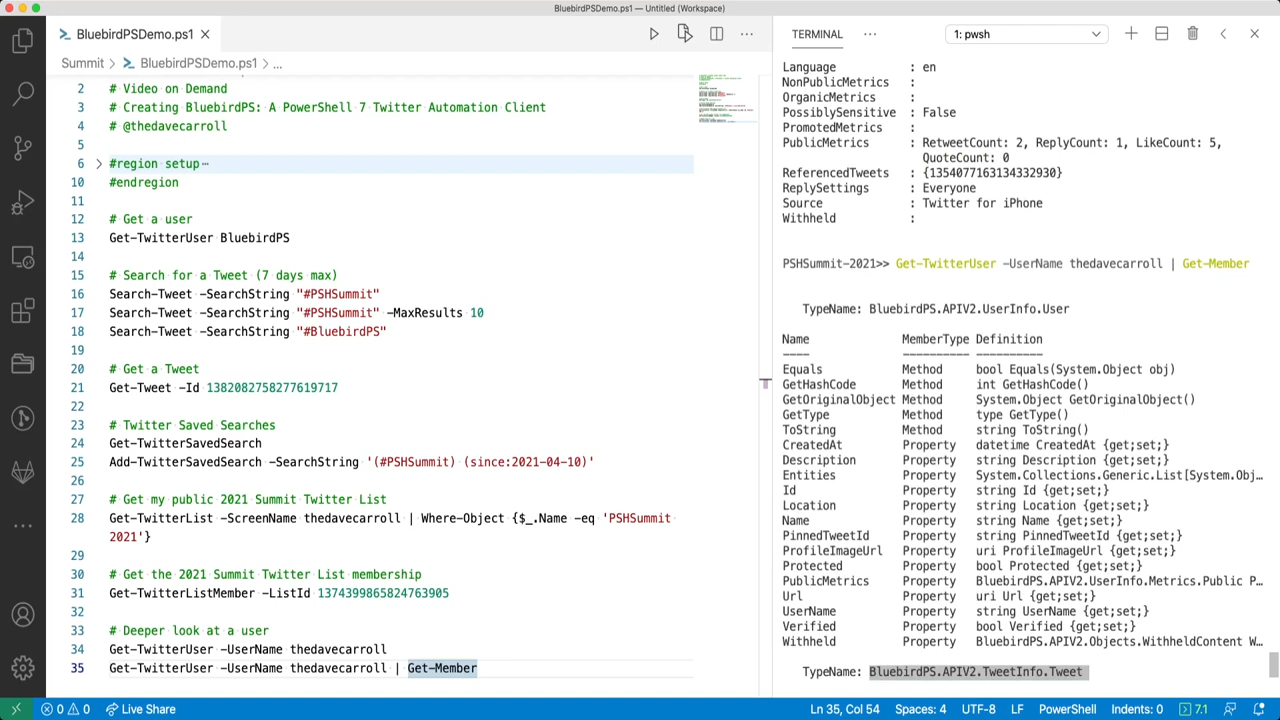 BluebirdPSDemo.ps1 — Untitled (Workspace)
BluebirdPSDemo.ps1
Summit > BluebirdPSDemo.ps1 > ...
2 # Video on Demand
3 # Creating BluebirdPS: A PowerShell 7 Twitter Automation Client
4 # @thedavecarroll
5
6 #region setup
10 #endregion
11
12 # Get a user
13 Get-TwitterUser BluebirdPS
14
15 # Search for a Tweet (7 days max)
16 Search-Tweet -SearchString "#PSHSummit"
17 Search-Tweet -SearchString "#PSHSummit" -MaxResults 10
18 Search-Tweet -SearchString "#BluebirdPS"
19
20 # Get a Tweet
21 Get-Tweet -Id 1382082758277619717
22
23 # Twitter Saved Searches
24 Get-TwitterSavedSearch
25 Add-TwitterSavedSearch -SearchString '(#PSHSummit) (since:2021-04-10)'
26
27 # Get my public 2021 Summit Twitter List
28 Get-TwitterList -ScreenName thedavecarroll | Where-Object {$_.Name -eq 'PSHSummit
2021'}
29
30 # Get the 2021 Summit Twitter List membership
31 Get-TwitterListMember -ListId 1374399865824763905
32
33 # Deeper look at a user
34 Get-TwitterUser -UserName thedavecarroll
35 Get-TwitterUser -UserName thedavecarroll | Get-Member
TERMINAL
1: pwsh
Language : en
NonPublicMetrics :
OrganicMetrics :
PossiblySensitive : False
PromotedMetrics :
PublicMetrics : RetweetCount: 2, ReplyCount: 1, LikeCount: 5,
QuoteCount: 0
ReferencedTweets : {1354077163134332930}
ReplySettings : Everyone
Source : Twitter for iPhone
Withheld :
PSHSummit-2021>> Get-TwitterUser -UserName thedavecarroll | Get-Member
TypeName: BluebirdPS.APIV2.UserInfo.User
Name MemberType Definition
---- ---------- ----------
Equals Method bool Equals(System.Object obj)
GetHashCode Method int GetHashCode()
GetOriginalObject Method System.Object GetOriginalObject()
GetType Method type GetType()
ToString Method string ToString()
CreatedAt Property datetime CreatedAt {get;set;}
Description Property string Description {get;set;}
Entities Property System.Collections.Generic.List[System.Obj…
Id Property string Id {get;set;}
Location Property string Location {get;set;}
Name Property string Name {get;set;}
PinnedTweetId Property string PinnedTweetId {get;set;}
ProfileImageUrl Property uri ProfileImageUrl {get;set;}
Protected Property bool Protected {get;set;}
PublicMetrics Property BluebirdPS.APIV2.UserInfo.Metrics.Public P…
Url Property uri Url {get;set;}
UserName Property string UserName {get;set;}
Verified Property bool Verified {get;set;}
Withheld Property BluebirdPS.APIV2.Objects.WithheldContent W…
TypeName: BluebirdPS.APIV2.TweetInfo.Tweet
0 0 Live Share
Ln 35, Col 54 Spaces: 4 UTF-8 LF PowerShell Indents: 0 7.1